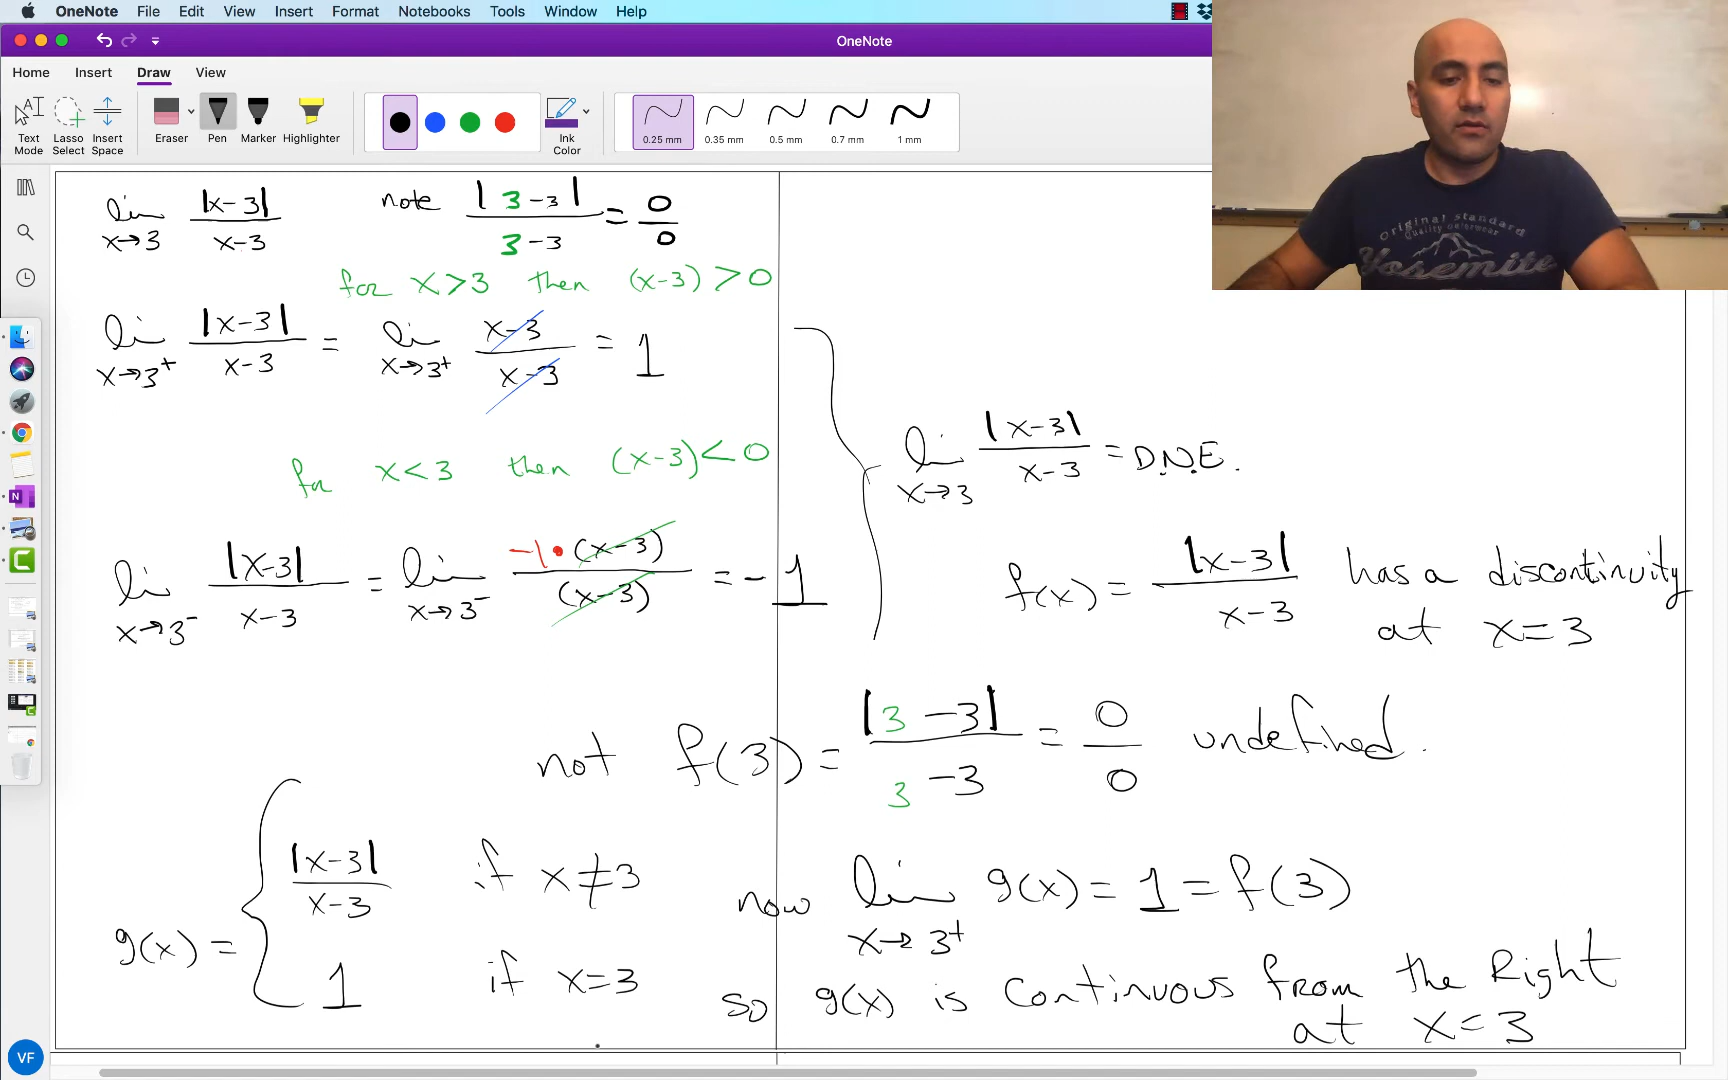 OneNote File Edit View Insert Format Notebooks Tools Window Help
OneNote
Home Insert Draw View
Text Mode
Lasso Select
Insert Space
Eraser
Pen
Marker
Highlighter
Ink Color
0.25 mm
0.35 mm
0.5 mm
0.7 mm
1 mm
Original Standard
Quality outerwear
Yosemite
lim x→3 |x-3|/(x-3) note |3-3|/(3-3) = 0/0
for x>3 then (x-3)>0
lim x→3⁺ |x-3|/(x-3) = lim x→3⁺ (x-3)/(x-3) = 1
for x<3 then (x-3)<0
lim x→3⁻ |x-3|/(x-3) = lim x→3⁻ -1•(x-3)/(x-3) = -1
lim x→3 |x-3|/(x-3) = D.N.E.
f(x) = |x-3|/(x-3) has a discontinuity
at x=3
not f(3) = |3-3|/(3-3) = 0/0 undefined.
g(x) = { |x-3|/(x-3) if x≠3
1 if x=3
now lim x→3⁺ g(x) = 1 = f(3)
so g(x) is continuous from the Right
at x=3
VF